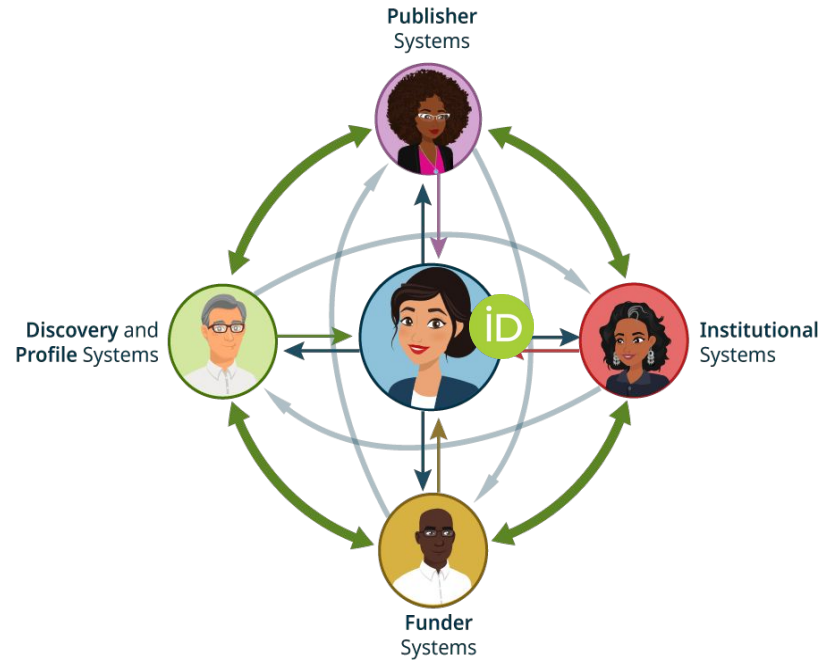 Publisher
Systems
Discovery and
Profile Systems
iD
Institutional
Systems
Funder
Systems